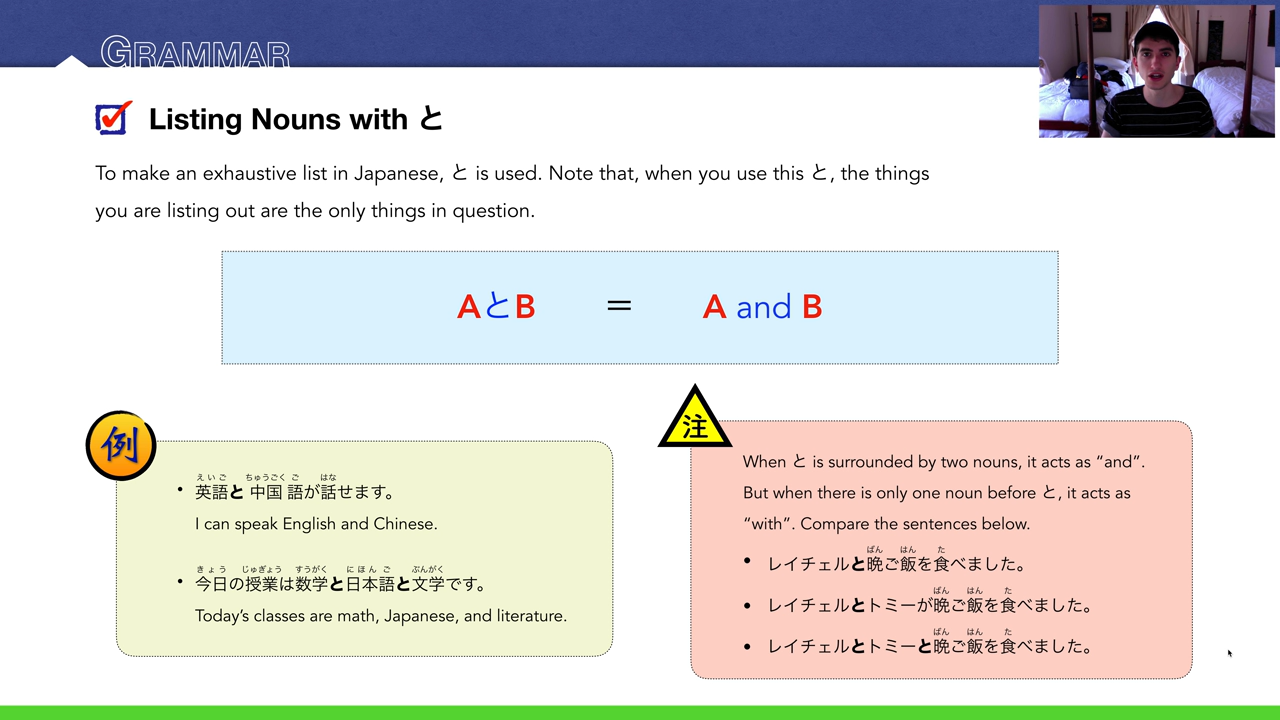 GRAMMAR
Listing Nouns with と
To make an exhaustive list in Japanese, と is used. Note that, when you use this と, the things
you are listing out are the only things in question.
AとB = A and B
例
えいご ちゅうごく ご はな
• 英語と 中国 語が話せます。
I can speak English and Chinese.
きょう じゅぎょう すうがく にほんご ぶんがく
• 今日の授業は数学と日本語と文学です。
Today's classes are math, Japanese, and literature.
注
When と is surrounded by two nouns, it acts as “and”.
But when there is only one noun before と, it acts as
“with”. Compare the sentences below.
ばん はん た
• レイチェルと晩ご飯を食べました。
ばん はん た
• レイチェルとトミーが晩ご飯を食べました。
ばん はん た
• レイチェルとトミーと晩ご飯を食べました。